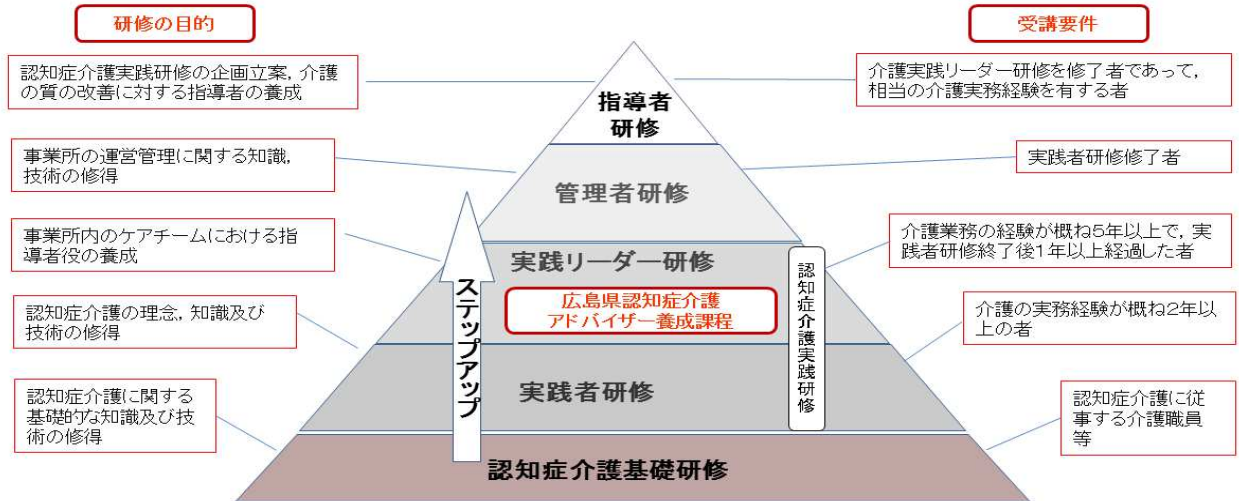 研修の目的
受講要件
認知症介護実践研修の企画立案，介護
の質の改善に対する指導者の養成
介護実践リーダー研修を修了者であって，
相当の介護実務経験を有する者
指導者
研修
事業所の運営管理に関する知識，
技術の修得
実践者研修修了者
管理者研修
事業所内のケアチームにおける指
導者役の養成
介護業務の経験が概ね5年以上で，実
践者研修終了後1年以上経過した者
実践リーダー研修
広島県認知症介護
アドバイザー養成課程
認知症介護の理念，知識及び
技術の修得
介護の実務経験が概ね2年以
上の者
ステップアップ
認知症介護実践研修
実践者研修
認知症介護に関する
基礎的な知識及び技
術の修得
認知症介護に従
事する介護職員
等
認知症介護基礎研修